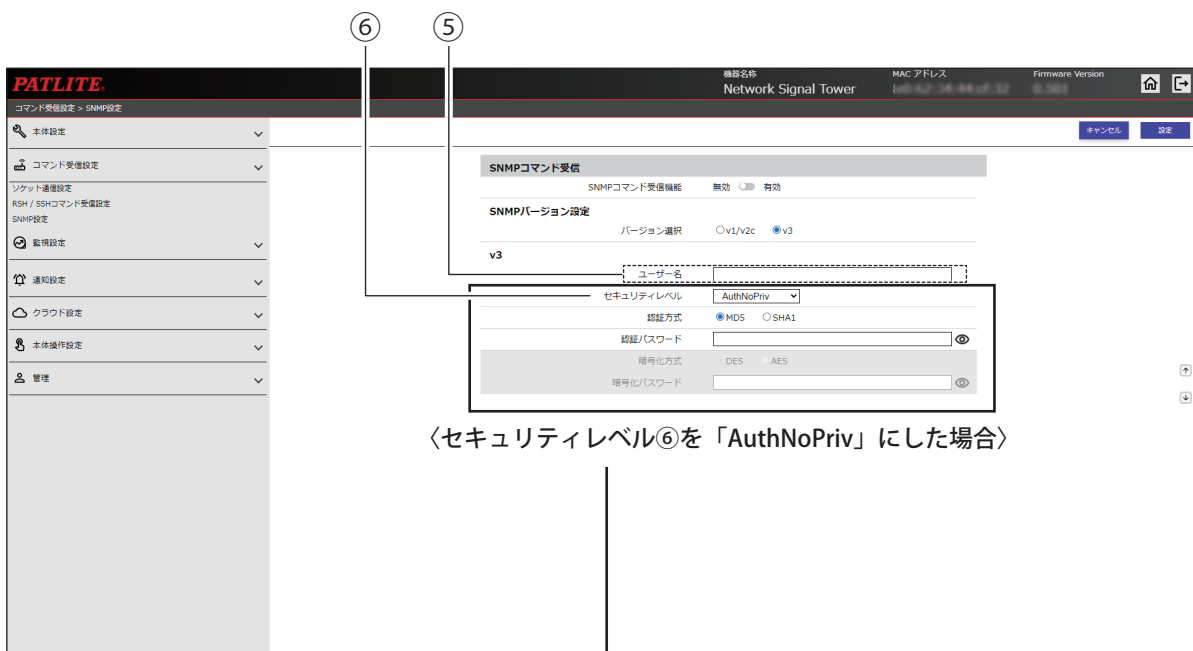 ⑥ ⑤
PATLITE
機器名称 MACアドレス Firmware Version
Network Signal Tower
コマンド受信設定 > SNMP設定
キャンセル 設定
本体設定
コマンド受信設定
ソケット通信設定
RSH / SSHコマンド受信設定
SNMP設定
監視設定
通知設定
クラウド設定
本体操作設定
管理
SNMPコマンド受信
SNMPコマンド受信機能 無効 有効
SNMPバージョン設定
バージョン選択 v1/v2c v3
v3
ユーザー名
セキュリティレベル AuthNoPriv
認証方式 MD5 SHA1
認証パスワード
暗号化方式 DES AES
暗号化パスワード
〈セキュリティレベル⑥を「AuthNoPriv」にした場合〉